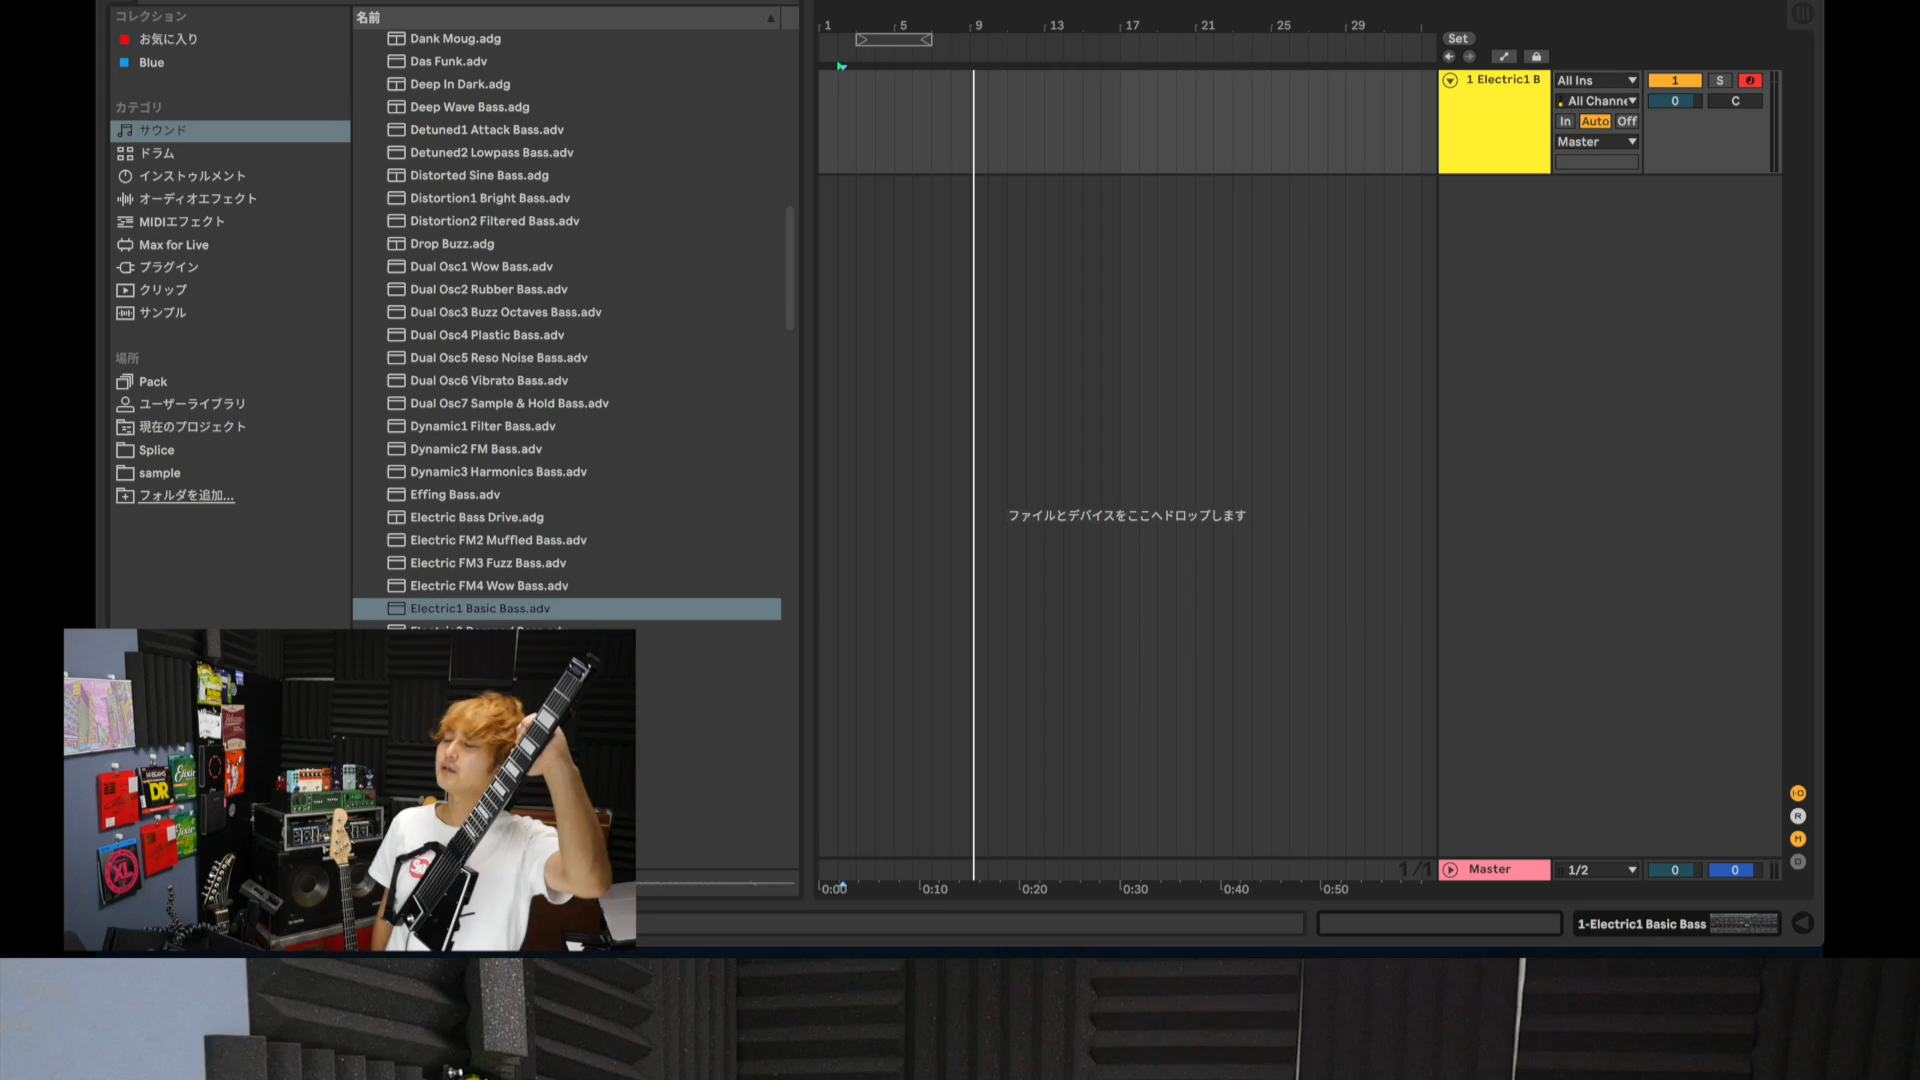 コレクション
お気に入り
Blue
カテゴリ
サウンド
ドラム
インストゥルメント
オーディオエフェクト
MIDIエフェクト
Max for Live
プラグイン
クリップ
サンプル
場所
Pack
ユーザーライブラリ
現在のプロジェクト
Splice
sample
フォルダを追加...
名前
Dank Moug.adg
Das Funk.adv
Deep In Dark.adg
Deep Wave Bass.adg
Detuned1 Attack Bass.adv
Detuned2 Lowpass Bass.adv
Distorted Sine Bass.adg
Distortion1 Bright Bass.adv
Distortion2 Filtered Bass.adv
Drop Buzz.adg
Dual Osc1 Wow Bass.adv
Dual Osc2 Rubber Bass.adv
Dual Osc3 Buzz Octaves Bass.adv
Dual Osc4 Plastic Bass.adv
Dual Osc5 Reso Noise Bass.adv
Dual Osc6 Vibrato Bass.adv
Dual Osc7 Sample & Hold Bass.adv
Dynamic1 Filter Bass.adv
Dynamic2 FM Bass.adv
Dynamic3 Harmonics Bass.adv
Effing Bass.adv
Electric Bass Drive.adg
Electric FM2 Muffled Bass.adv
Electric FM3 Fuzz Bass.adv
Electric FM4 Wow Bass.adv
Electric1 Basic Bass.adv
1 5 9 13 17 21 25 29
Set
1 Electric1 B
All Ins
1 S
All Channe
0 C
In Auto Off
Master
ファイルとデバイスをここへドロップします
I·O
R
M
D
1/1
Master
1/2
0 0
0:00 0:10 0:20 0:30 0:40 0:50
1-Electric1 Basic Bass
DR
Elixir
XL